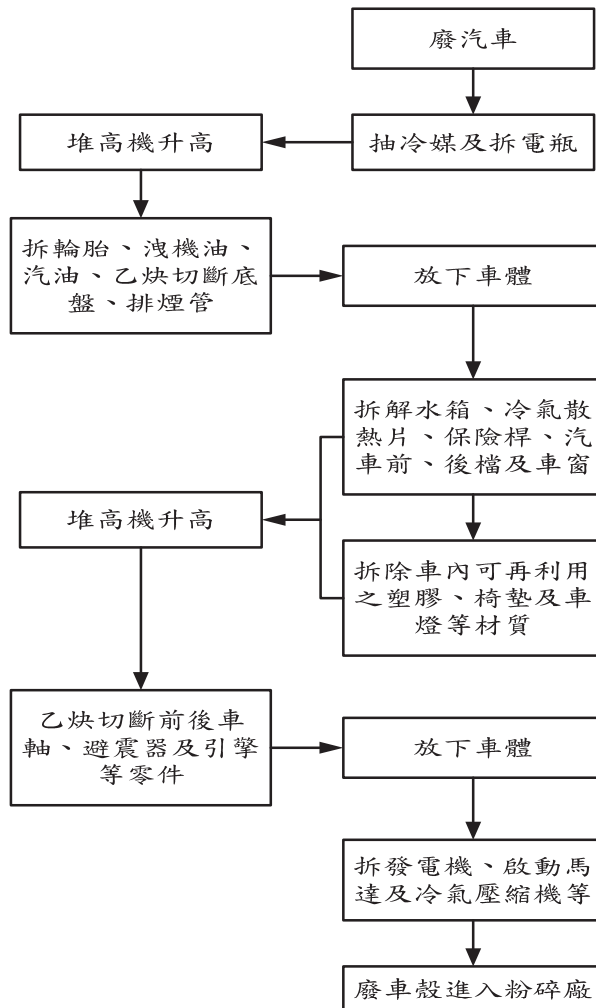 廢汽車
抽冷媒及拆電瓶
堆高機升高
拆輪胎、洩機油、
汽油、乙炔切斷底
盤、排煙管
放下車體
拆解水箱、冷氣散
熱片、保險桿、汽
車前、後檔及車窗
拆除車內可再利用
之塑膠、椅墊及車
燈等材質
堆高機升高
乙炔切斷前後車
軸、避震器及引擎
等零件
放下車體
拆發電機、啟動馬
達及冷氣壓縮機等
廢車殼進入粉碎廠